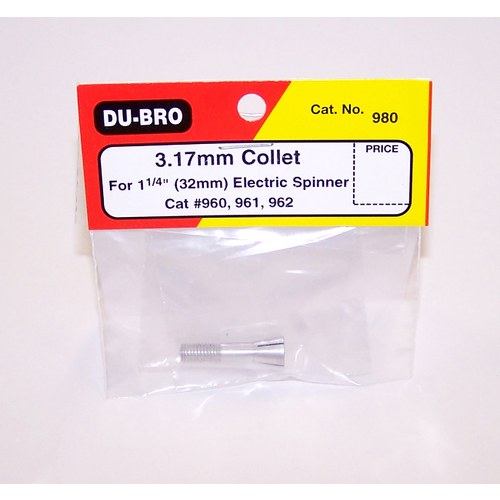 DU-BRO
Cat. No. 980
3.17mm Collet
PRICE
For 1 1/4" (32mm) Electric Spinner
Cat #960, 961, 962